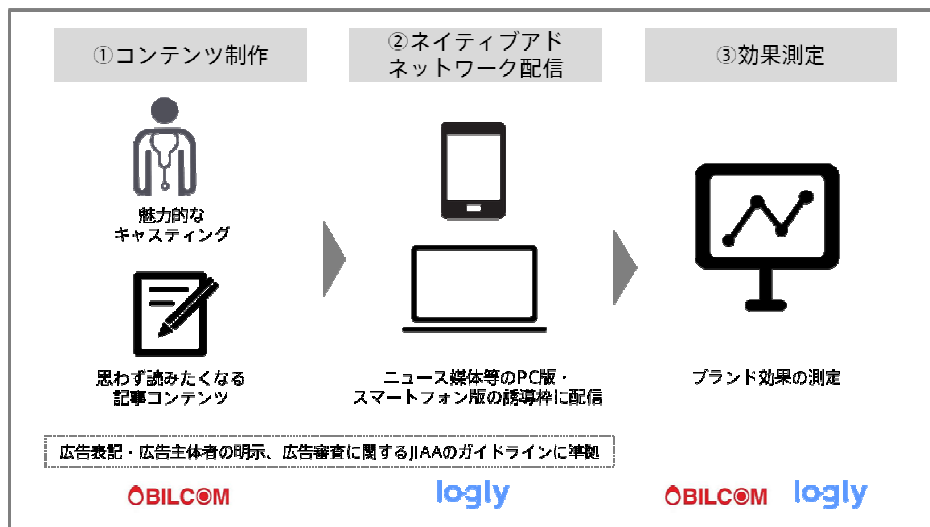 ①コンテンツ制作
②ネイティブアド
ネットワーク配信
③効果測定
魅力的な
キャスティング
思わず読みたくなる
記事コンテンツ
ニュース媒体等のPC版・
スマートフォン版の誘導枠に配信
ブランド効果の測定
広告表記・広告主体者の明示、広告審査に関するJIAAのガイドラインに準拠
BILCOM
logly
BILCOM
logly